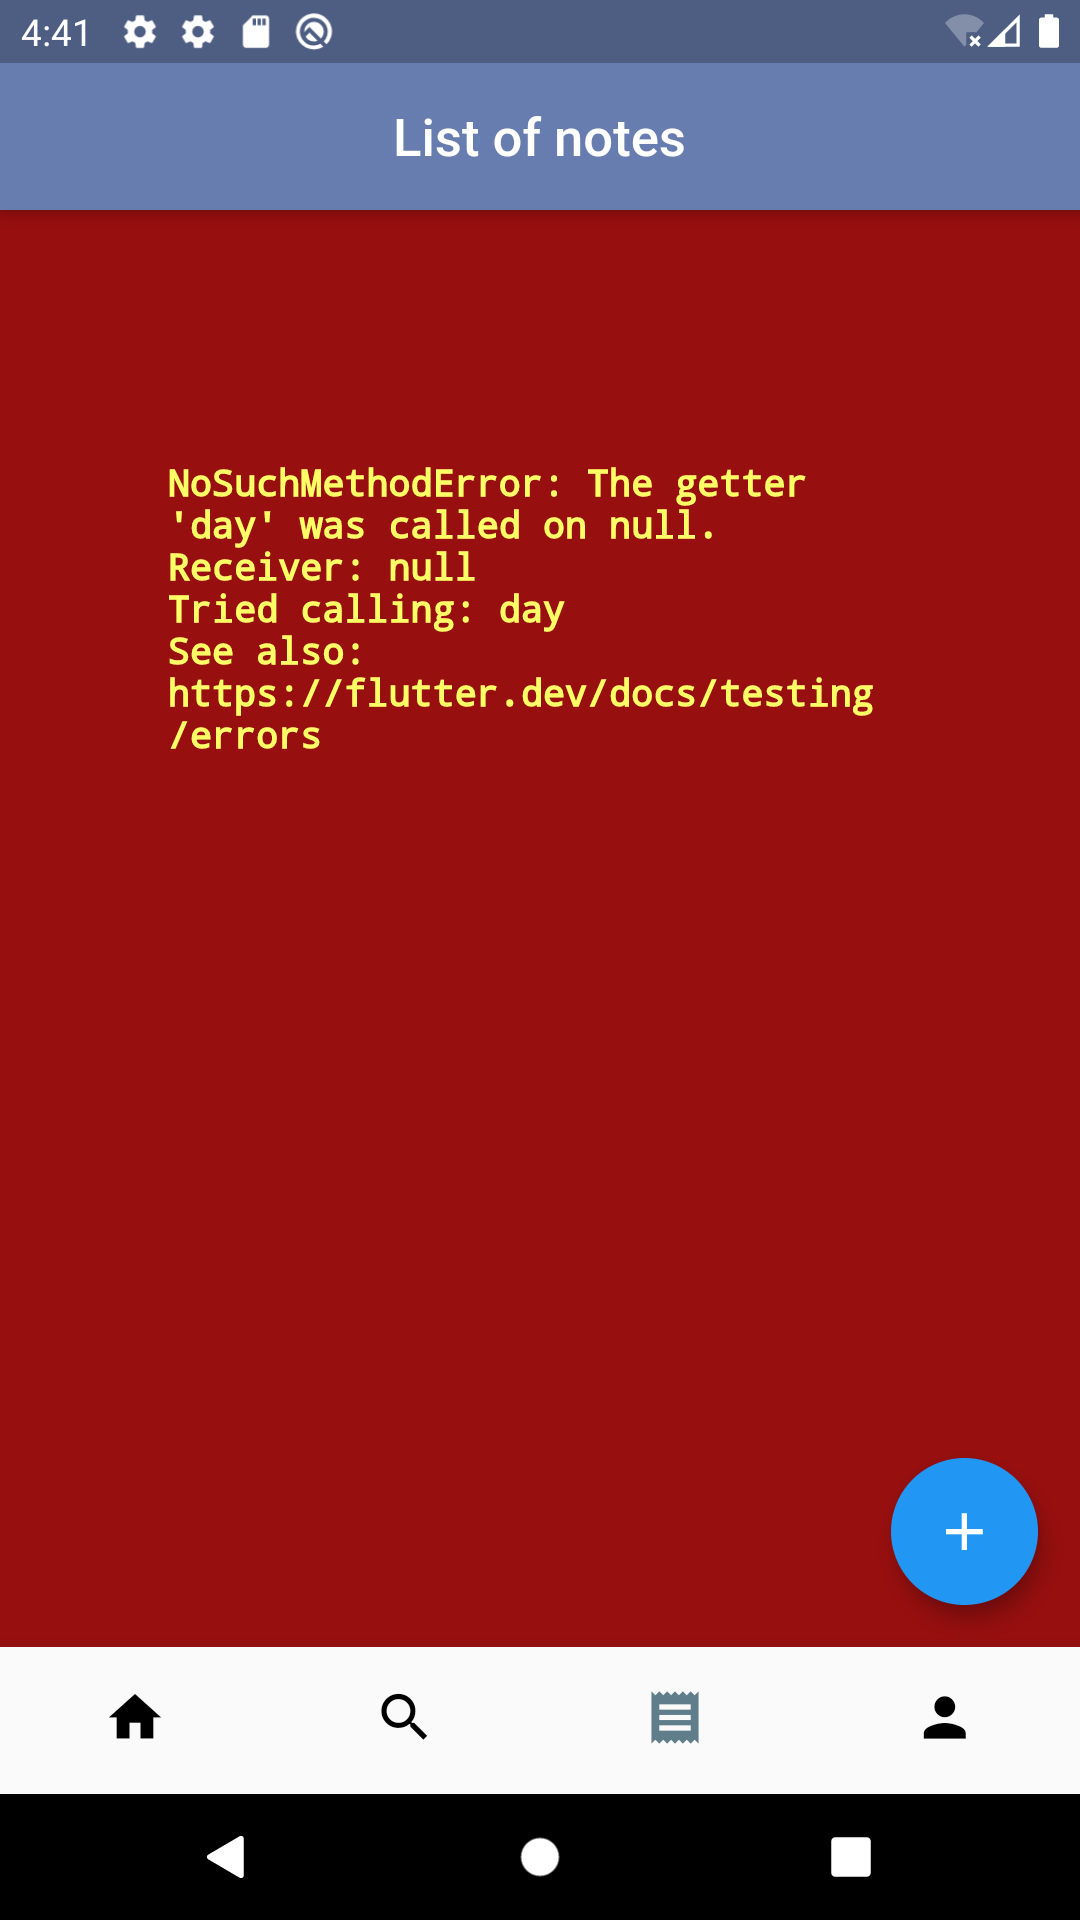 4:41
List of notes
NoSuchMethodError: The getter
'day' was called on null.
Receiver: null
Tried calling: day
See also:
https://flutter.dev/docs/testing
/errors